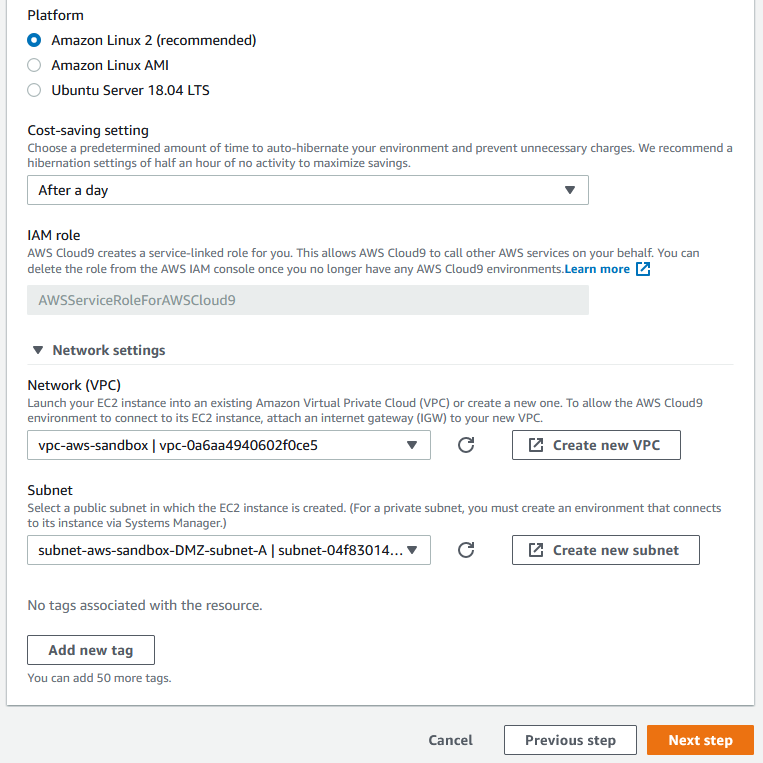 Platform
Amazon Linux 2 (recommended)
Amazon Linux AMI
Ubuntu Server 18.04 LTS
Cost-saving setting
Choose a predetermined amount of time to auto-hibernate your environment and prevent unnecessary charges. We recommend a
hibernation settings of half an hour of no activity to maximize savings.
After a day
IAM role
AWS Cloud9 creates a service-linked role for you. This allows AWS Cloud9 to call other AWS services on your behalf. You can
delete the role from the AWS IAM console once you no longer have any AWS Cloud9 environments.Learn more
AWSServiceRoleForAWSCloud9
Network settings
Network (VPC)
Launch your EC2 instance into an existing Amazon Virtual Private Cloud (VPC) or create a new one. To allow the AWS Cloud9
environment to connect to its EC2 instance, attach an internet gateway (IGW) to your new VPC.
vpc-aws-sandbox | vpc-0a6aa4940602f0ce5 Create new VPC
Subnet
Select a public subnet in which the EC2 instance is created. (For a private subnet, you must create an environment that connects
to its instance via Systems Manager.)
subnet-aws-sandbox-DMZ-subnet-A | subnet-04f83014... Create new subnet
No tags associated with the resource.
Add new tag
You can add 50 more tags.
Cancel Previous step Next step